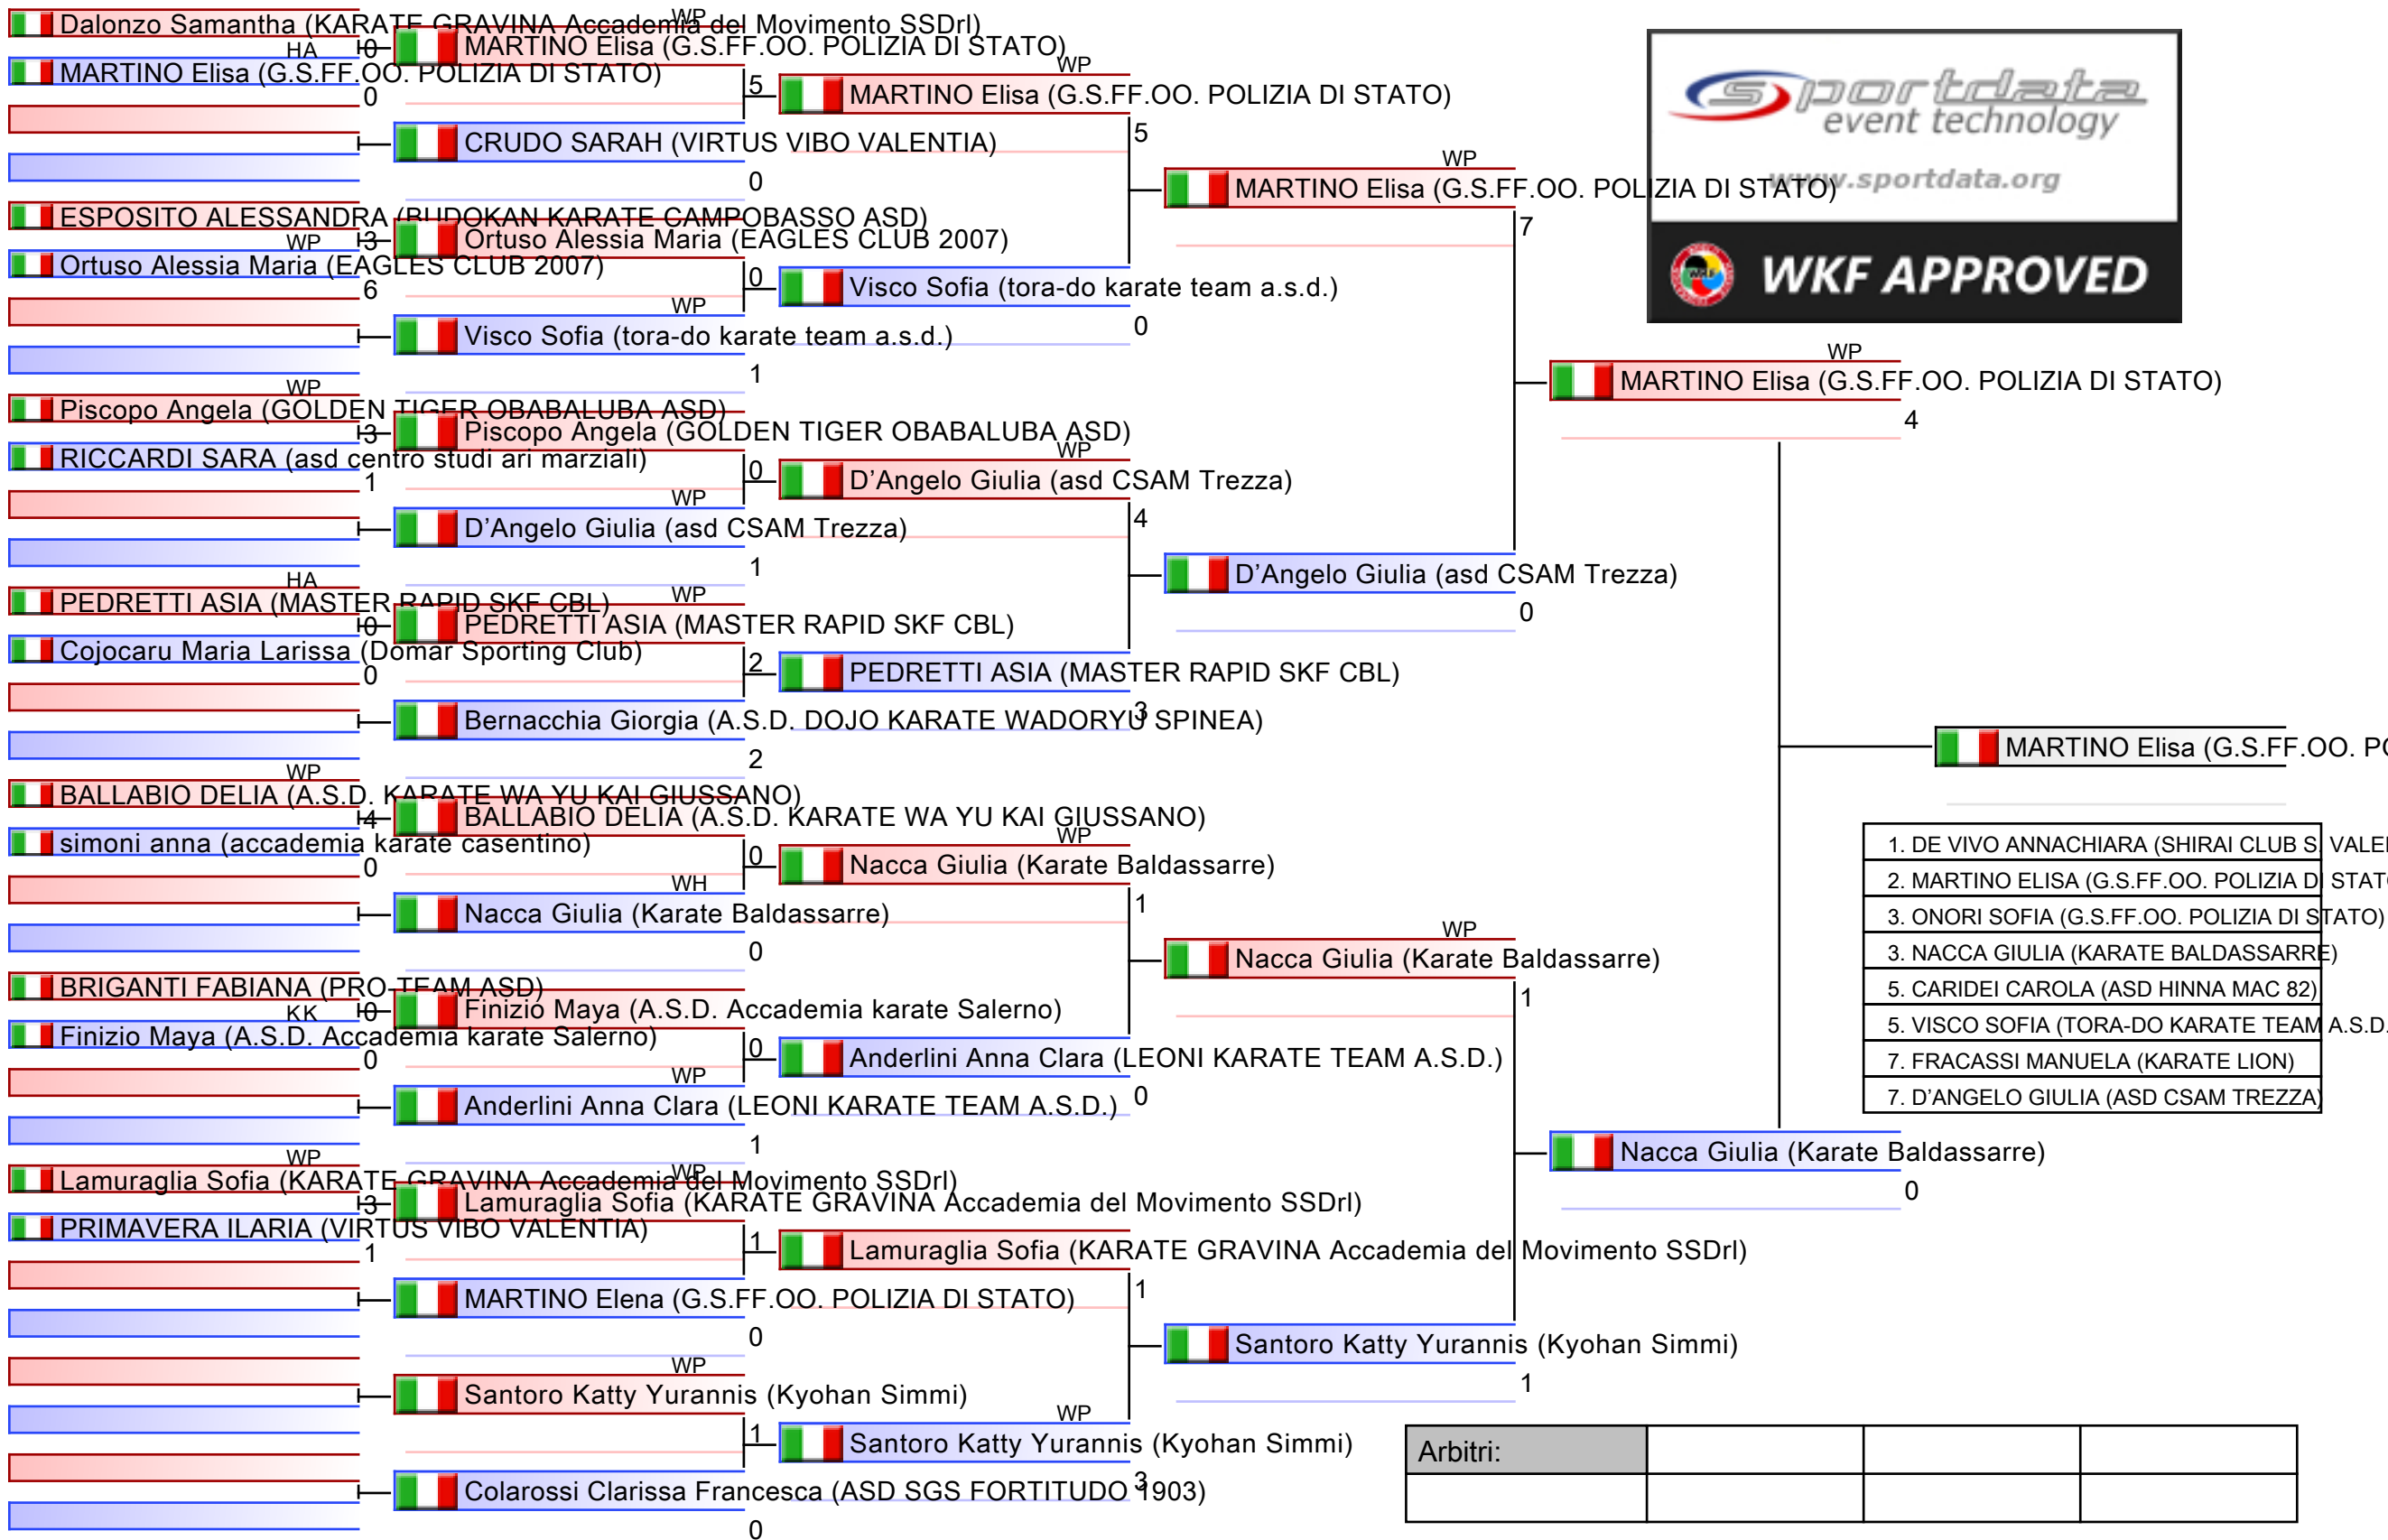 Dalonzo Samantha (KARATE GRAVINA Accademia del Movimento SSDrl)
HA
0
MARTINO Elisa (G.S.FF.OO. POLIZIA DI STATO)
0
ESPOSITO ALESSANDRA (BUDOKAN KARATE CAMPOBASSO ASD)
WP
3
Ortuso Alessia Maria (EAGLES CLUB 2007)
6
WP
Piscopo Angela (GOLDEN TIGER OBABALUBA ASD)
3
RICCARDI SARA (asd centro studi ari marziali)
1
HA
PEDRETTI ASIA (MASTER RAPID SKF CBL)
0
Cojocaru Maria Larissa (Domar Sporting Club)
0
WP
BALLABIO DELIA (A.S.D. KARATE WA YU KAI GIUSSANO)
4
simoni anna (accademia karate casentino)
0
BRIGANTI FABIANA (PRO-TEAM ASD)
KK
0
Finizio Maya (A.S.D. Accademia karate Salerno)
0
WP
Lamuraglia Sofia (KARATE GRAVINA Accademia del Movimento SSDrl)
3
PRIMAVERA ILARIA (VIRTUS VIBO VALENTIA)
1
WP
MARTINO Elisa (G.S.FF.OO. POLIZIA DI STATO)
5
CRUDO SARAH (VIRTUS VIBO VALENTIA)
0
Ortuso Alessia Maria (EAGLES CLUB 2007)
0
WP
Visco Sofia (tora-do karate team a.s.d.)
1
Piscopo Angela (GOLDEN TIGER OBABALUBA ASD)
0
WP
D'Angelo Giulia (asd CSAM Trezza)
1
WP
PEDRETTI ASIA (MASTER RAPID SKF CBL)
2
Bernacchia Giorgia (A.S.D. DOJO KARATE WADORYU SPINEA)
2
BALLABIO DELIA (A.S.D. KARATE WA YU KAI GIUSSANO)
0
WH
Nacca Giulia (Karate Baldassarre)
0
Finizio Maya (A.S.D. Accademia karate Salerno)
0
WP
Anderlini Anna Clara (LEONI KARATE TEAM A.S.D.)
1
WP
Lamuraglia Sofia (KARATE GRAVINA Accademia del Movimento SSDrl)
1
MARTINO Elena (G.S.FF.OO. POLIZIA DI STATO)
0
WP
Santoro Katty Yurannis (Kyohan Simmi)
1
Colarossi Clarissa Francesca (ASD SGS FORTITUDO 1903)
0
WP
MARTINO Elisa (G.S.FF.OO. POLIZIA DI STATO)
5
Visco Sofia (tora-do karate team a.s.d.)
0
WP
D'Angelo Giulia (asd CSAM Trezza)
4
PEDRETTI ASIA (MASTER RAPID SKF CBL)
3
WP
Nacca Giulia (Karate Baldassarre)
1
Anderlini Anna Clara (LEONI KARATE TEAM A.S.D.)
0
Lamuraglia Sofia (KARATE GRAVINA Accademia del Movimento SSDrl)
1
WP
Santoro Katty Yurannis (Kyohan Simmi)
3
WP
MARTINO Elisa (G.S.FF.OO. POLIZIA DI STATO)
7
D'Angelo Giulia (asd CSAM Trezza)
0
WP
Nacca Giulia (Karate Baldassarre)
1
Santoro Katty Yurannis (Kyohan Simmi)
1
WP
MARTINO Elisa (G.S.FF.OO. POLIZIA DI STATO)
4
Nacca Giulia (Karate Baldassarre)
0
sportdata
event technology
www.sportdata.org
WKF
WKF APPROVED
MARTINO Elisa (G.S.FF.OO.
1. DE VIVO ANNACHIARA (SHIRAI CLUB S.
2. MARTINO ELISA (G.S.FF.OO. POLIZIA DI
3. ONORI SOFIA (G.S.FF.OO. POLIZIA DI STATO)
3. NACCA GIULIA (KARATE BALDASSARRE)
5. CARIDEI CAROLA (ASD HINNA MAC 82)
5. VISCO SOFIA (TORA-DO KARATE TEAM A.S.D.
7. FRACASSI MANUELA (KARATE LION)
7. D'ANGELO GIULIA (ASD CSAM TREZZA)
Arbitri: